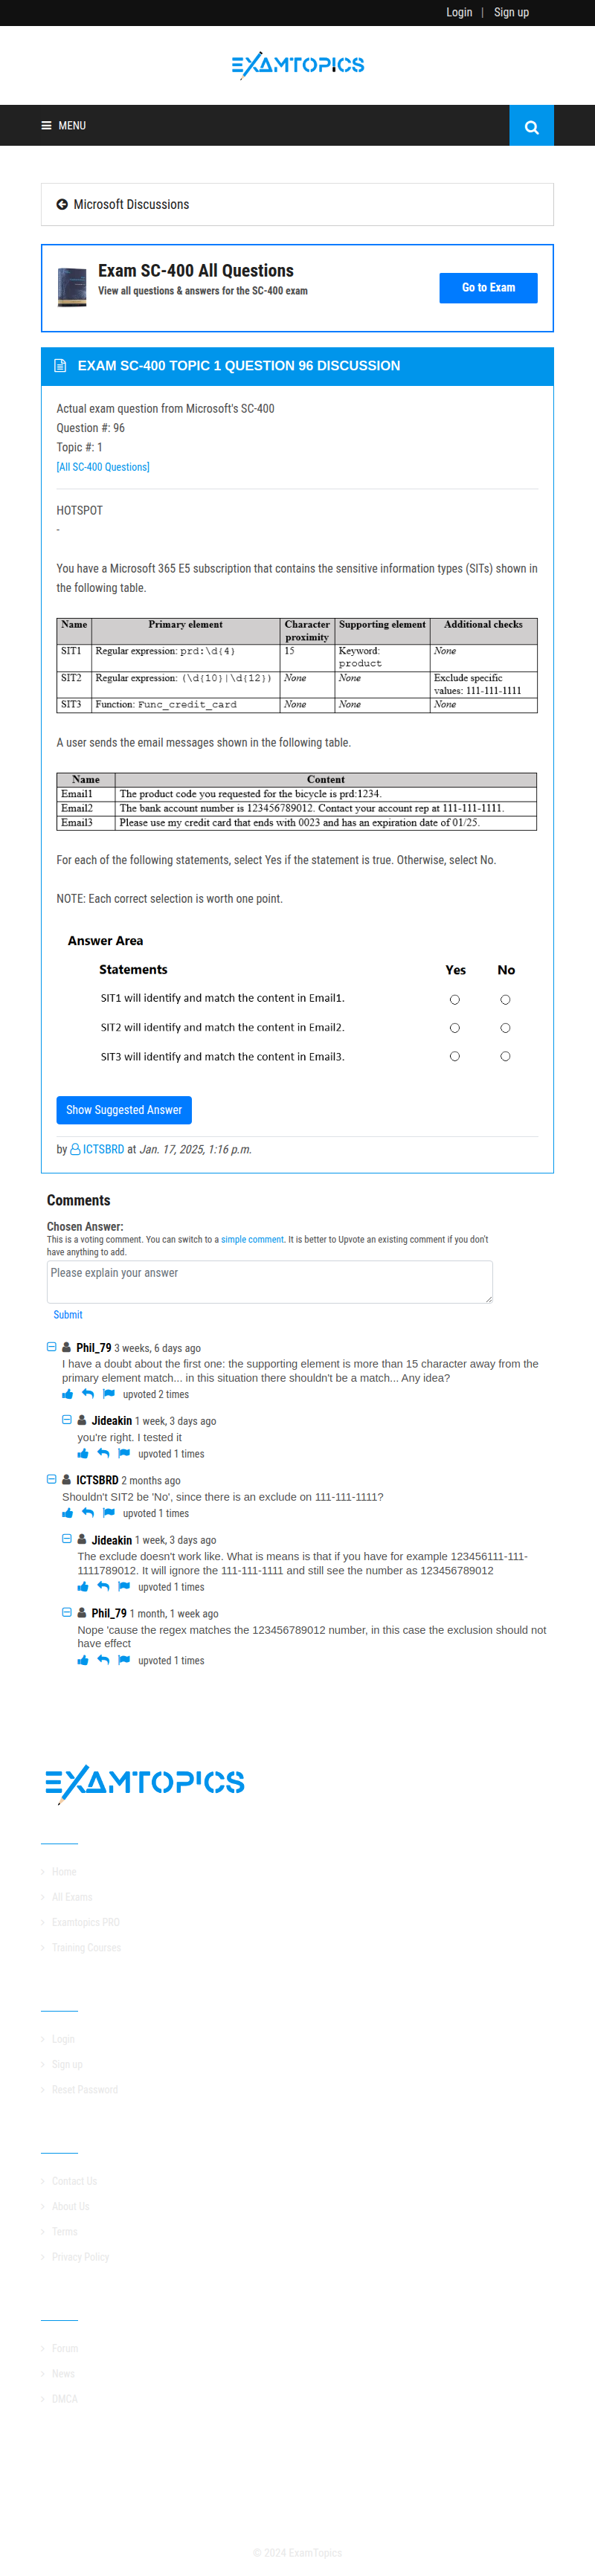 Login | Sign up
EXAMTOPICS
MENU
Microsoft Discussions
Exam SC-400 All Questions
View all questions & answers for the SC-400 exam
Go to Exam
EXAM SC-400 TOPIC 1 QUESTION 96 DISCUSSION
Actual exam question from Microsoft's SC-400
Question #: 96
Topic #: 1
[All SC-400 Questions]
HOTSPOT
-
You have a Microsoft 365 E5 subscription that contains the sensitive information types (SITs) shown in
the following table.
Name Primary element Character proximity Supporting element Additional checks
SIT1 Regular expression: prd:\d{4} 15 Keyword: product None
SIT2 Regular expression: (\d{10}|\d{12}) None None Exclude specific values: 111-111-1111
SIT3 Function: Func_credit_card None None None
A user sends the email messages shown in the following table.
Name Content
Email1 The product code you requested for the bicycle is prd:1234.
Email2 The bank account number is 123456789012. Contact your account rep at 111-111-1111.
Email3 Please use my credit card that ends with 0023 and has an expiration date of 01/25.
For each of the following statements, select Yes if the statement is true. Otherwise, select No.
NOTE: Each correct selection is worth one point.
Answer Area
Statements Yes No
SIT1 will identify and match the content in Email1.
SIT2 will identify and match the content in Email2.
SIT3 will identify and match the content in Email3.
Show Suggested Answer
by ICTSBRD at Jan. 17, 2025, 1:16 p.m.
Comments
Chosen Answer:
This is a voting comment. You can switch to a simple comment. It is better to Upvote an existing comment if you don't
have anything to add.
Please explain your answer
Submit
Phil_79 3 weeks, 6 days ago
I have a doubt about the first one: the supporting element is more than 15 character away from the
primary element match... in this situation there shouldn't be a match... Any idea?
upvoted 2 times
Jideakin 1 week, 3 days ago
you're right. I tested it
upvoted 1 times
ICTSBRD 2 months ago
Shouldn't SIT2 be 'No', since there is an exclude on 111-111-1111?
upvoted 1 times
Jideakin 1 week, 3 days ago
The exclude doesn't work like. What is means is that if you have for example 123456111-111-
1111789012. It will ignore the 111-111-1111 and still see the number as 123456789012
upvoted 1 times
Phil_79 1 month, 1 week ago
Nope 'cause the regex matches the 123456789012 number, in this case the exclusion should not
have effect
upvoted 1 times
EXAMTOPICS
Home
All Exams
Examtopics PRO
Training Courses
Login
Sign up
Reset Password
Contact Us
About Us
Terms
Privacy Policy
Forum
News
DMCA
© 2024 ExamTopics